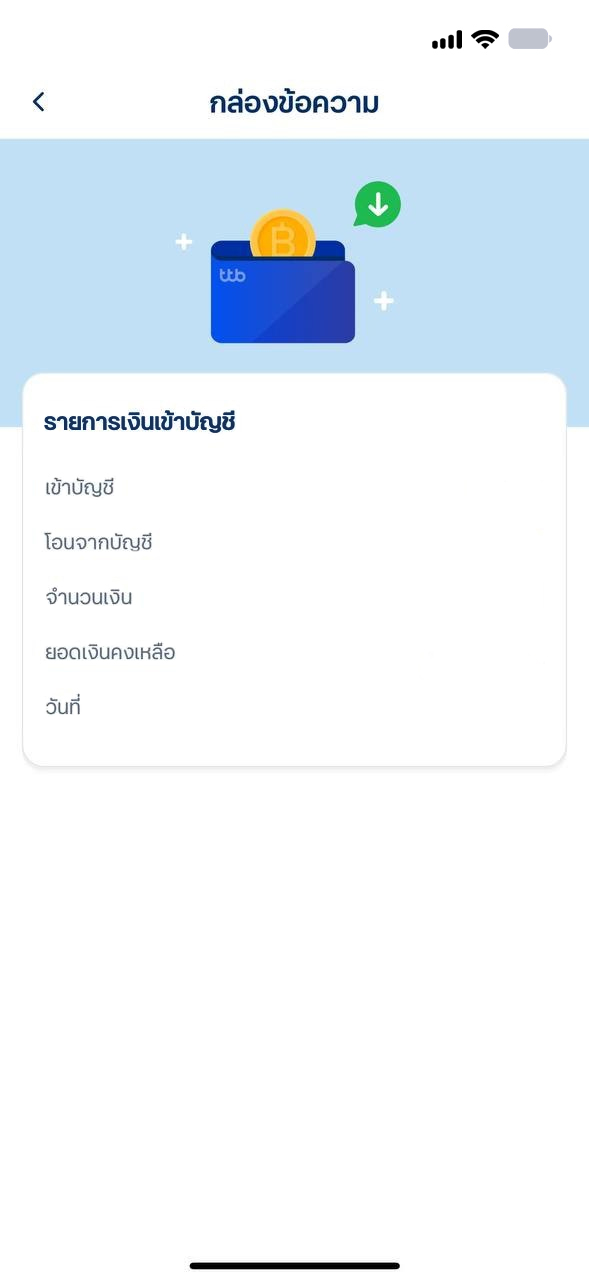 กล่องข้อความ
ttb
รายการเงินเข้าบัญชี
เข้าบัญชี
โอนจากบัญชี
จำนวนเงิน
ยอดเงินคงเหลือ
วันที่